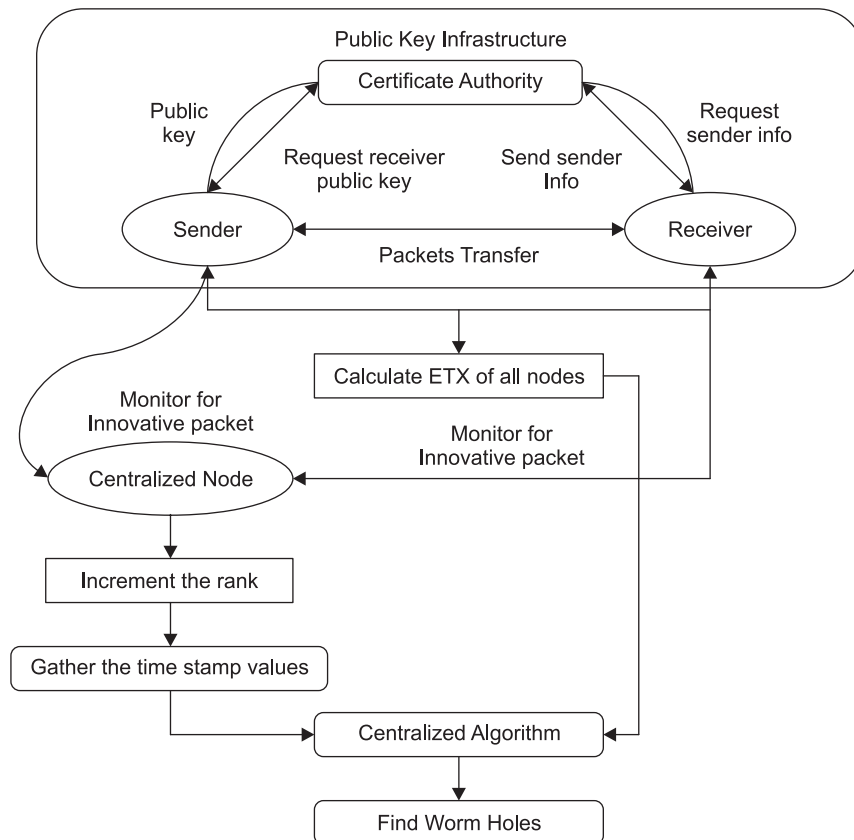 Public Key Infrastructure
Certificate Authority
Public
key
Request
sender info
Request receiver
public key
Send sender
Info
Sender
Receiver
Packets Transfer
Calculate ETX of all nodes
Monitor for
Innovative packet
Monitor for
Innovative packet
Centralized Node
Increment the rank
Gather the time stamp values
Centralized Algorithm
Find Worm Holes